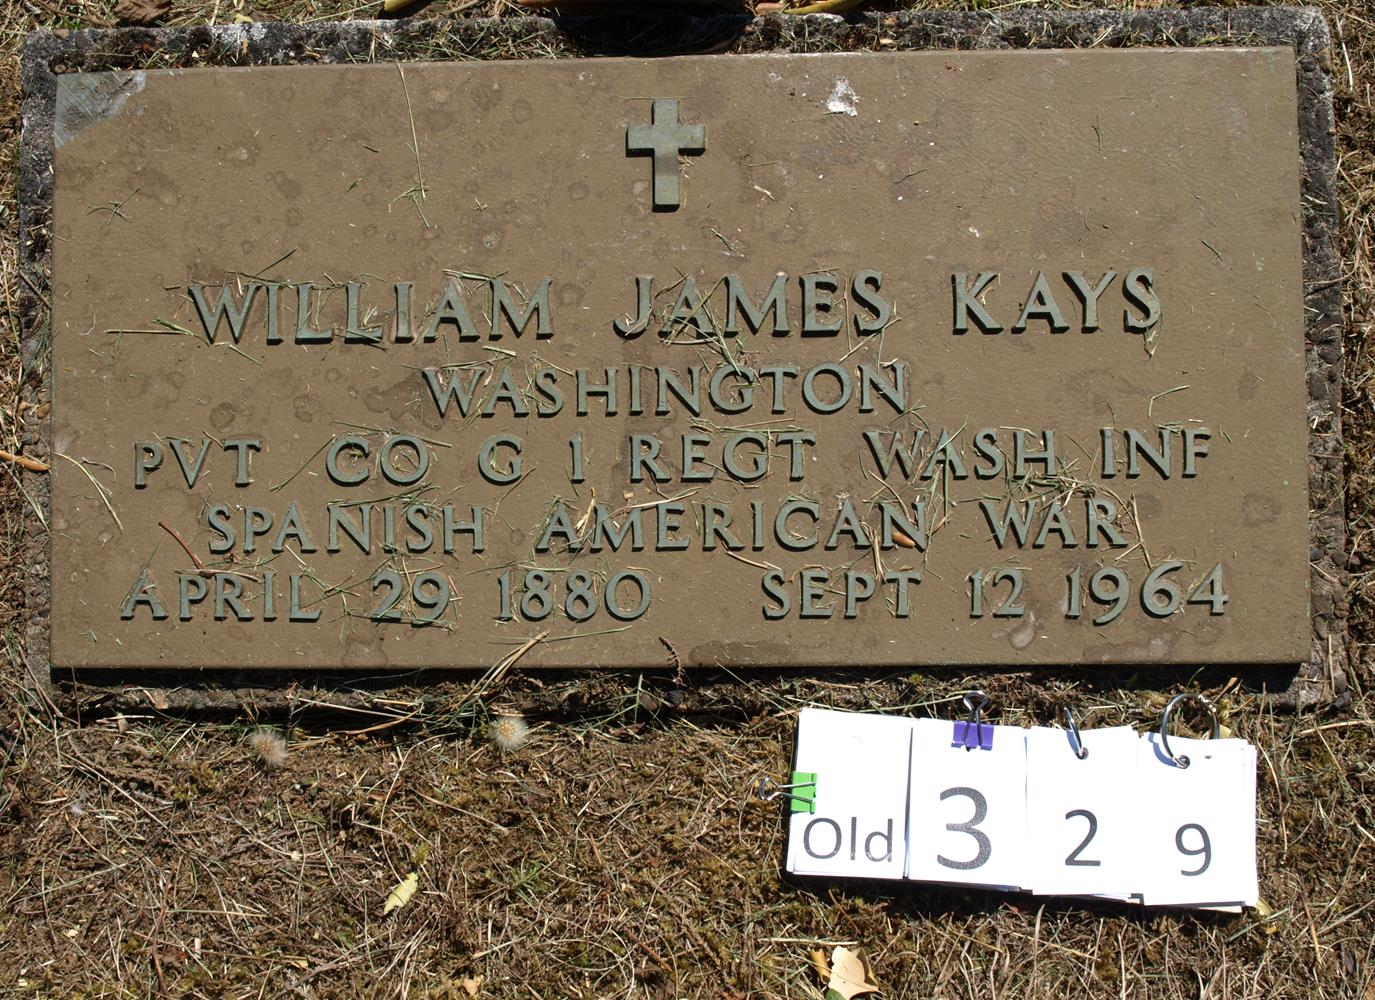 WILLIAM JAMES KAYS
WASHINGTON
PVT CO G 1 REGT WASH INF
SPANISH AMERICAN WAR
APRIL 29 1880 SEPT 12 1964
Old 3 2 9